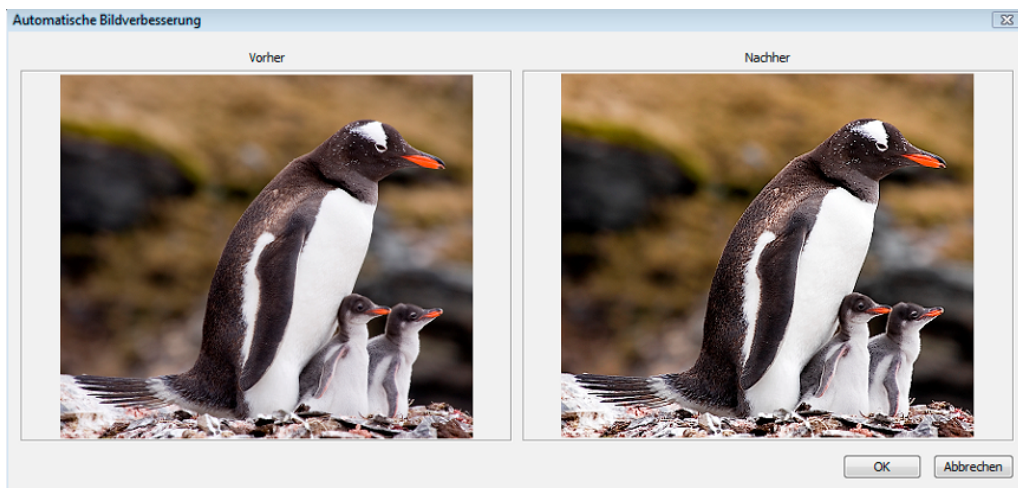 Automatische Bildverbesserung
Vorher
Nachher
OK
Abbrechen